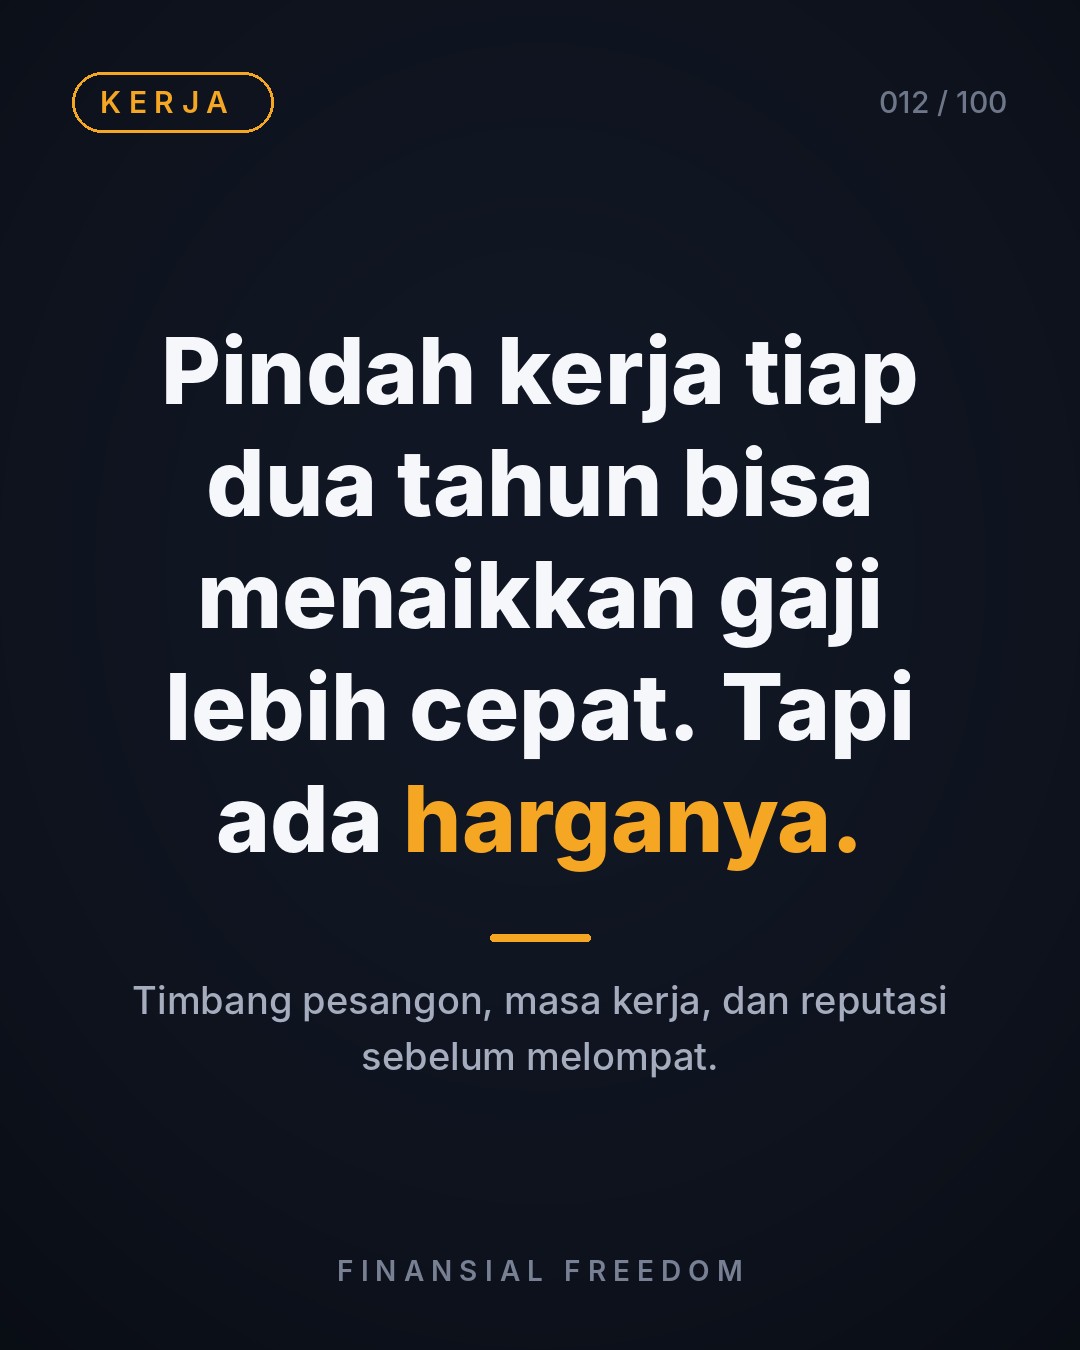 KERJA
012 / 100
Pindah kerja tiap
dua tahun bisa
menaikkan gaji
lebih cepat. Tapi
ada harganya.
Timbang pesangon, masa kerja, dan reputasi
sebelum melompat.
FINANSIAL FREEDOM